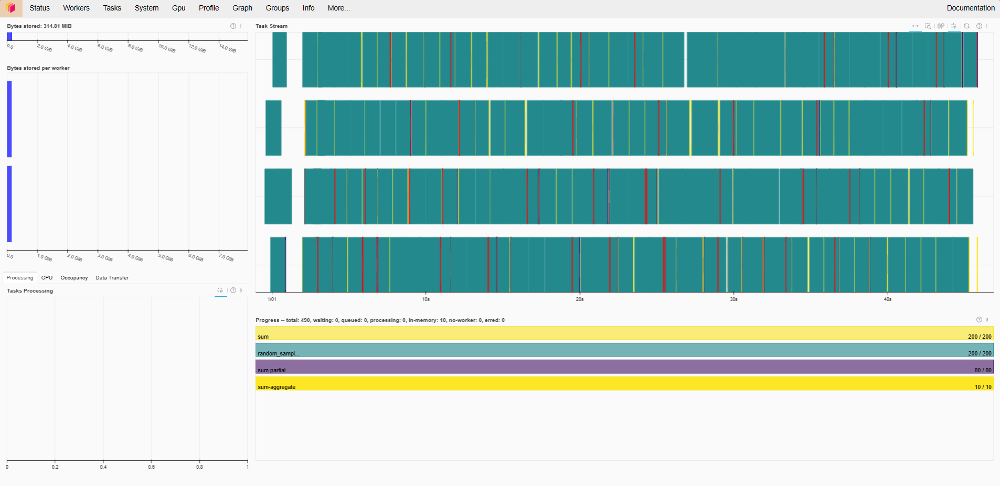 Status Workers Tasks System Gpu Profile Graph Groups Info More... Documentation
Bytes stored: 314.81 MiB
0.0 2.0 GiB 4.0 GiB 6.0 GiB 8.0 GiB 10.0 GiB 12.0 GiB 14.0 GiB
Bytes stored per worker
0.0 1.0 GiB 2.0 GiB 3.0 GiB 4.0 GiB 5.0 GiB 6.0 GiB 7.0 GiB
Processing CPU Occupancy Data Transfer
Tasks Processing
0 0.2 0.4 0.6 0.8 1
Task Stream
1/01 10s 20s 30s 40s
Progress -- total: 490, waiting: 0, queued: 0, processing: 0, in-memory: 10, no-worker: 0, erred: 0
sum 200 / 200
random_sampl... 200 / 200
sum-partial 80 / 80
sum-aggregate 10 / 10